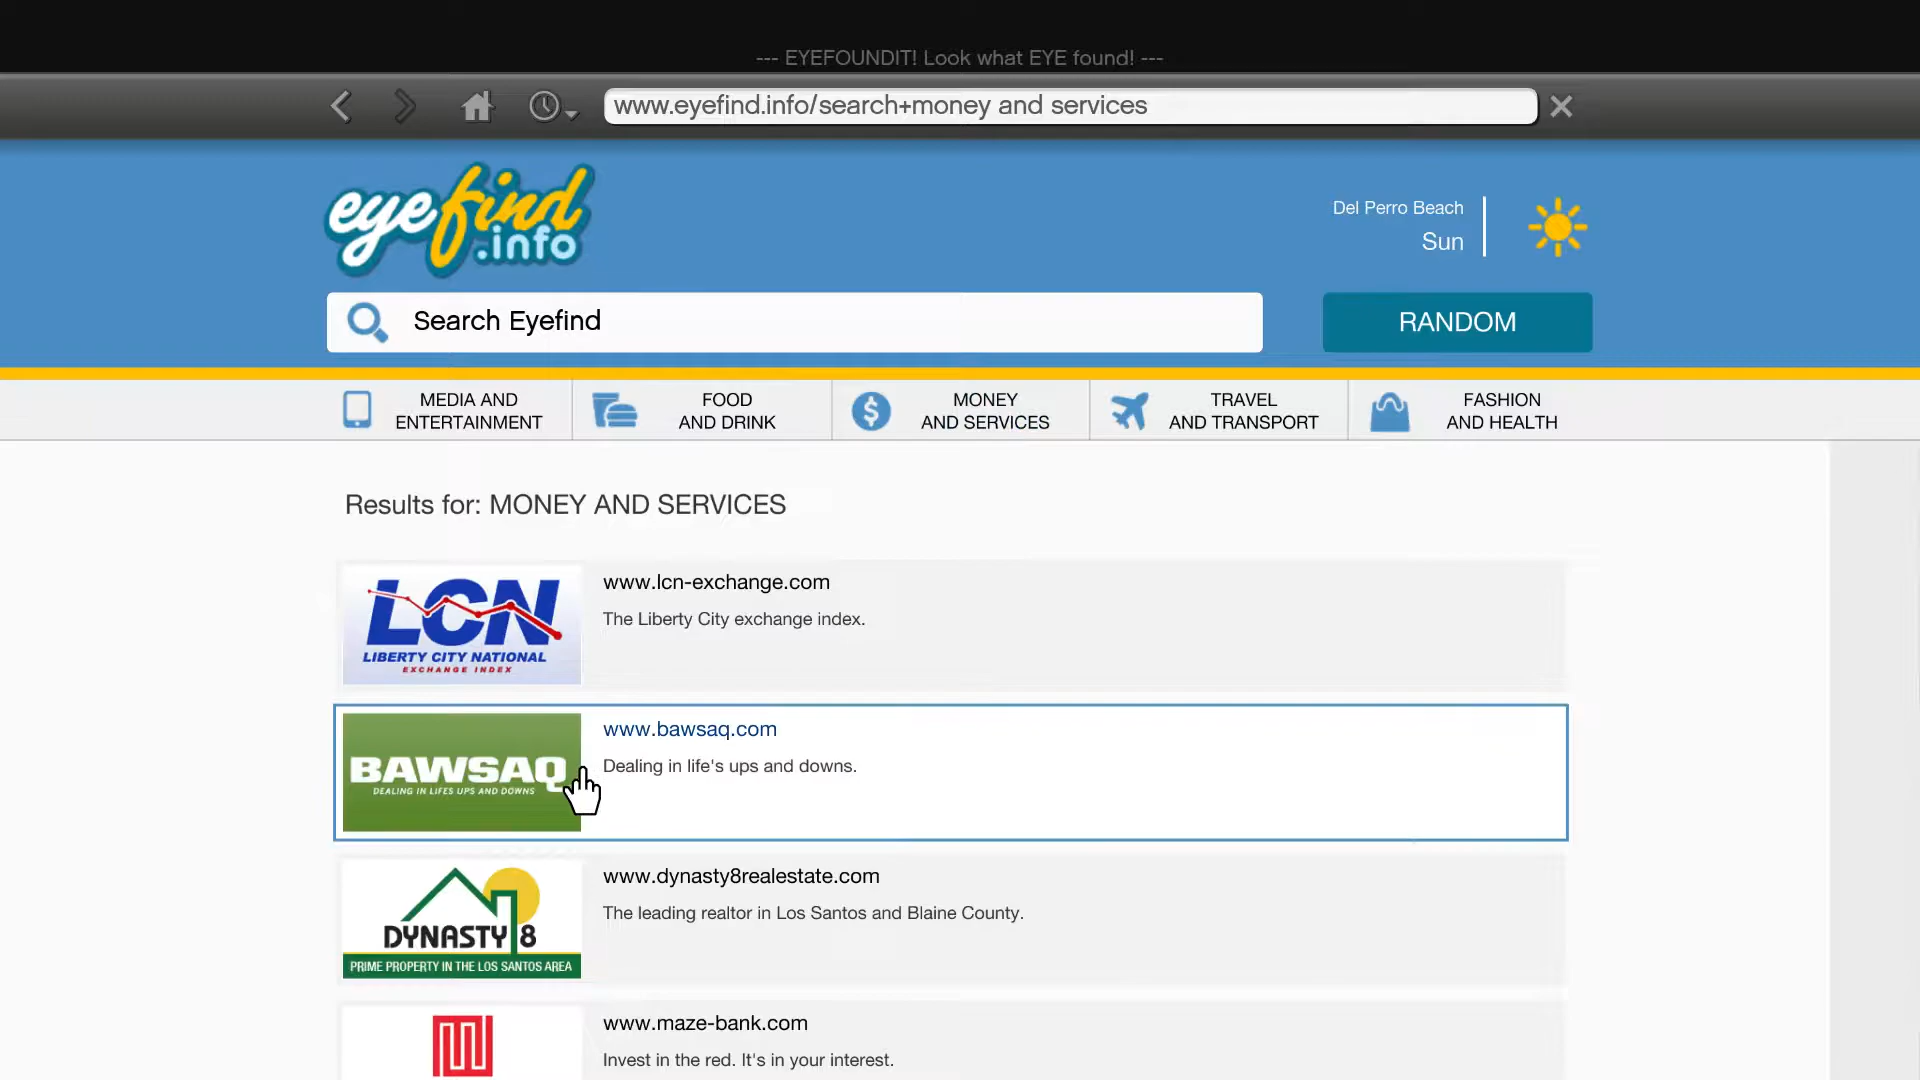 --- EYEFOUNDIT! Look what EYE found! ---
www.eyefind.info/search+money and services
eyefind
.info
Del Perro Beach
Sun
Search Eyefind
RANDOM
MEDIA AND
ENTERTAINMENT
FOOD
AND DRINK
MONEY
AND SERVICES
TRAVEL
AND TRANSPORT
FASHION
AND HEALTH
Results for: MONEY AND SERVICES
LCN
LIBERTY CITY NATIONAL
EXCHANGE INDEX
www.lcn-exchange.com
The Liberty City exchange index.
BAWSAQ
DEALING IN LIFES UPS AND DOWNS
www.bawsaq.com
Dealing in life's ups and downs.
DYNASTY 8
PRIME PROPERTY IN THE LOS SANTOS AREA
www.dynasty8realestate.com
The leading realtor in Los Santos and Blaine County.
www.maze-bank.com
Invest in the red. It's in your interest.